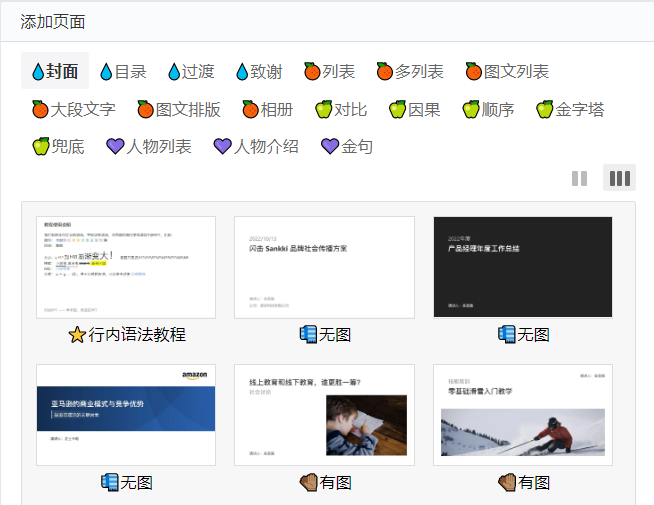 添加页面
封面 目录 过渡 致谢 列表 多列表 图文列表
大段文字 图文排版 相册 对比 因果 顺序 金字塔
兜底 人物列表 人物介绍 金句
2022/10/13
闪击 Sankki 品牌社会传播方案
2022年度
产品经理年度工作总结
行内语法教程 无图 无图
amazon
亚马逊的商业模式与竞争优势
线上教育和线下教育，谁更胜一筹？
零基础滑雪入门教学
无图 有图 有图